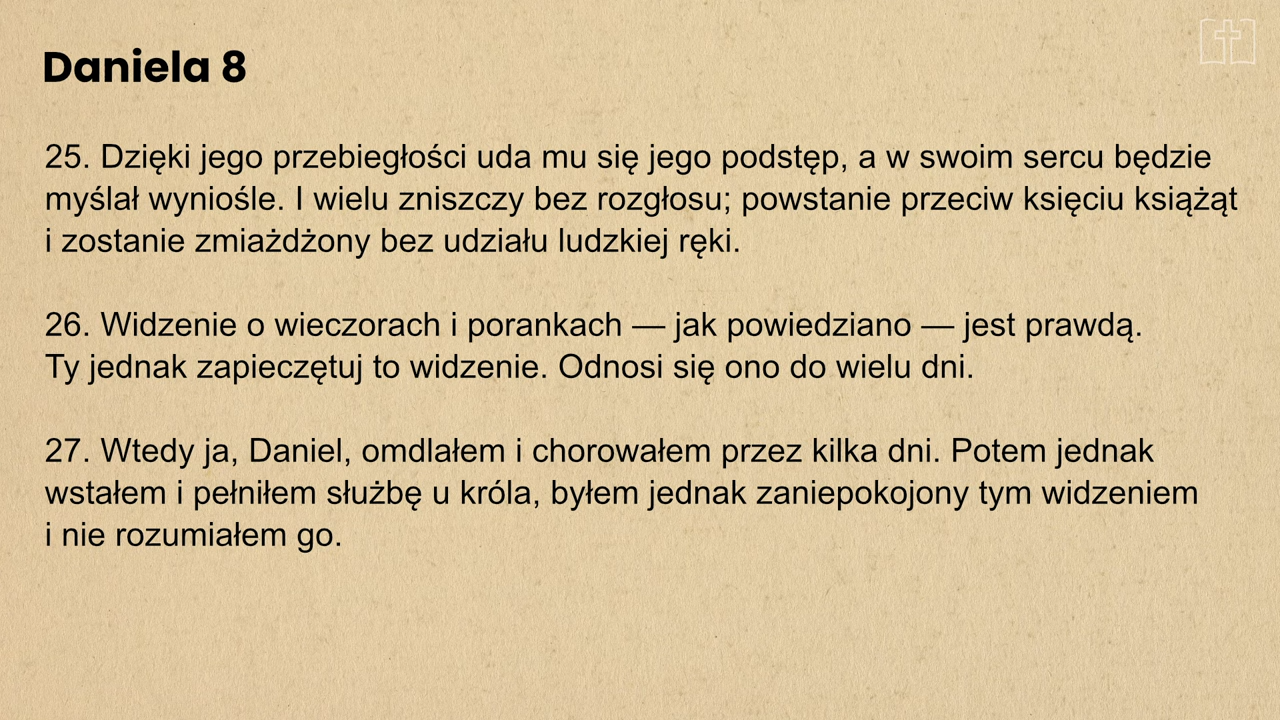 Daniela 8
25. Dzięki jego przebiegłości uda mu się jego podstęp, a w swoim sercu będzie
myślał wyniośle. I wielu zniszczy bez rozgłosu; powstanie przeciw księciu książąt
i zostanie zmiażdżony bez udziału ludzkiej ręki.
26. Widzenie o wieczorach i porankach — jak powiedziano — jest prawdą.
Ty jednak zapieczętuj to widzenie. Odnosi się ono do wielu dni.
27. Wtedy ja, Daniel, omdlałem i chorowałem przez kilka dni. Potem jednak
wstałem i pełniłem służbę u króla, byłem jednak zaniepokojony tym widzeniem
i nie rozumiałem go.